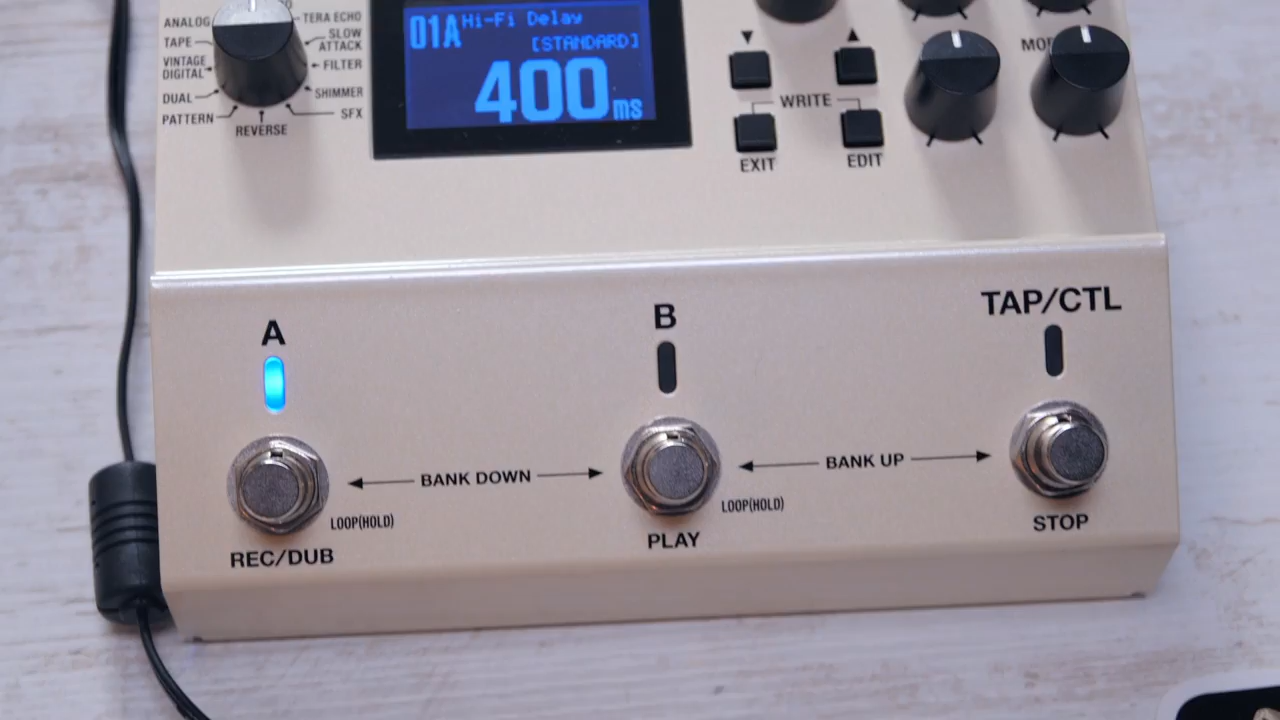 ANALOG
TAPE
VINTAGE
DIGITAL
DUAL
PATTERN
REVERSE
TERA ECHO
SLOW
ATTACK
FILTER
SHIMMER
SFX
01A Hi-Fi Delay
[STANDARD]
400ms
▼ ▲
WRITE
EXIT EDIT
A
B
TAP/CTL
BANK DOWN
BANK UP
LOOP(HOLD)
LOOP(HOLD)
REC/DUB
PLAY
STOP